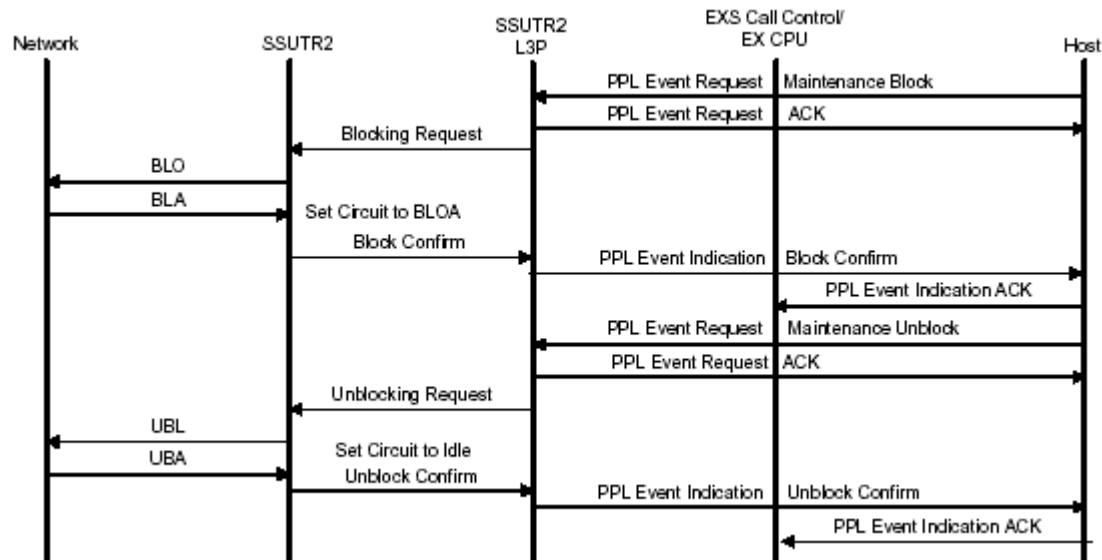 Network
SSUTR2
SSUTR2
L3P
EXS Call Control/
EX CPU
Host
PPL Event Request Maintenance Block
PPL Event Request ACK
Blocking Request
BLO
BLA
Set Circuit to BLOA
Block Confirm
PPL Event Indication Block Confirm
PPL Event Indication ACK
PPL Event Request Maintenance Unblock
PPL Event Request ACK
Unblocking Request
UBL
UBA
Set Circuit to Idle
Unblock Confirm
PPL Event Indication Unblock Confirm
PPL Event Indication ACK